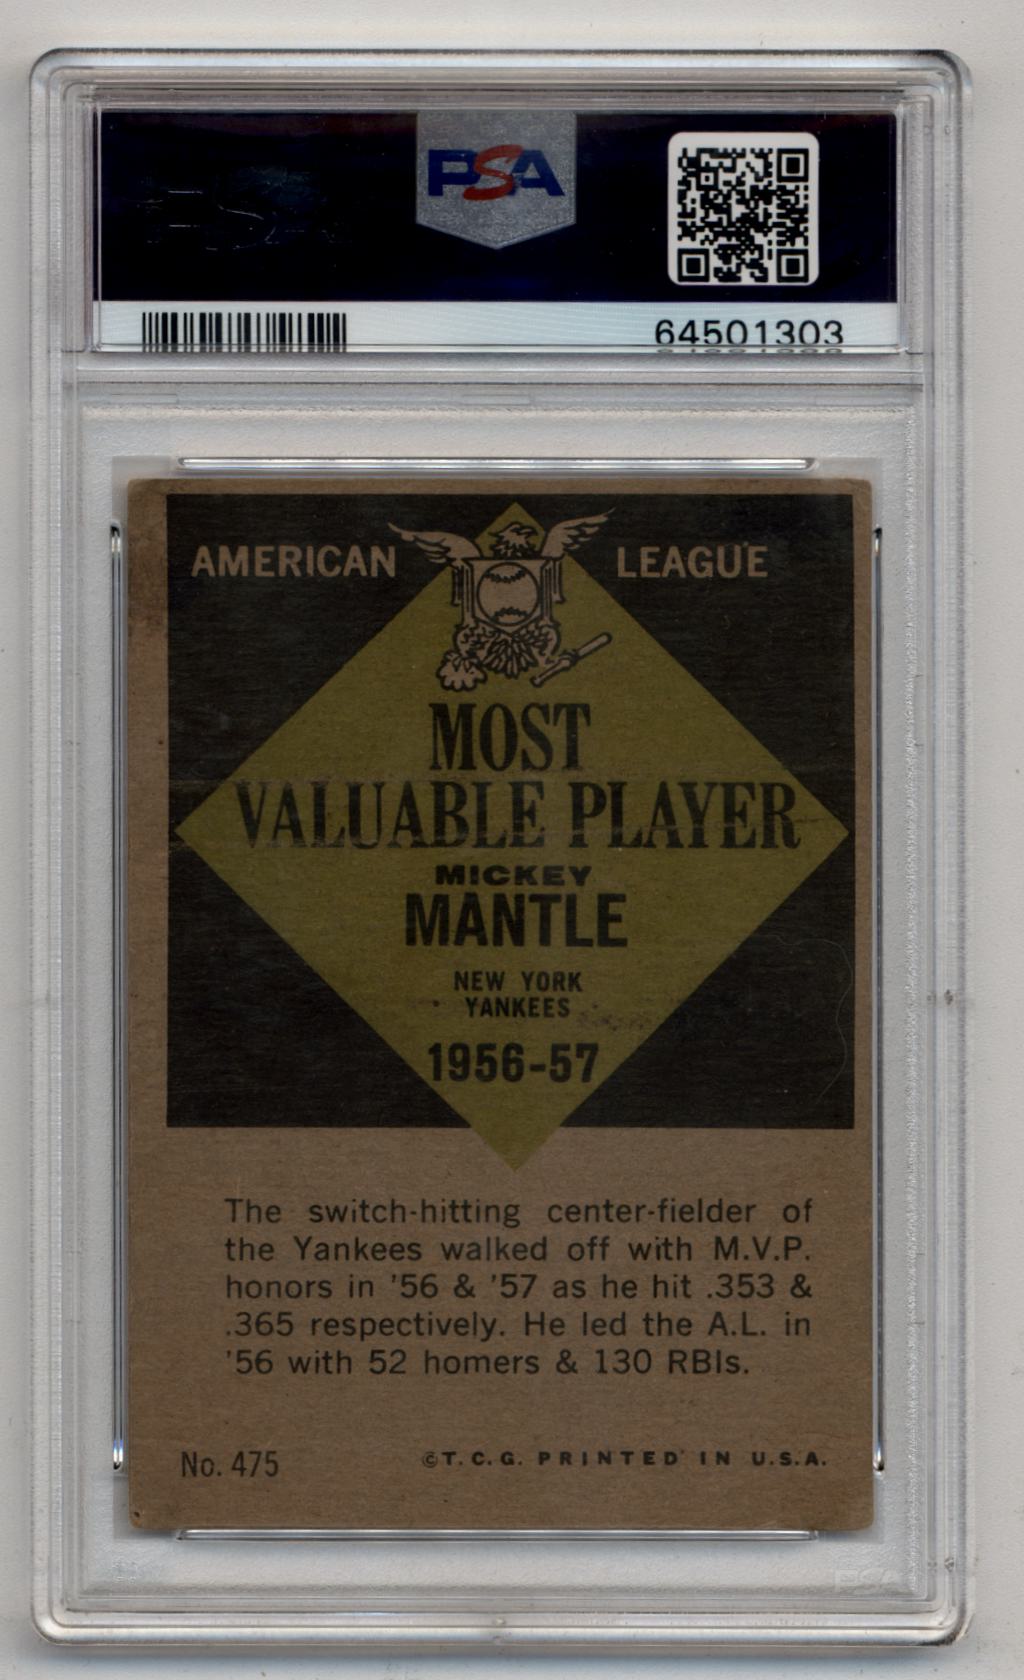 PSA
64501303
AMERICAN LEAGUE
MOST
VALUABLE PLAYER
MICKEY
MANTLE
NEW YORK
YANKEES
1956-57
The switch-hitting center-fielder of
the Yankees walked off with M.V.P.
honors in '56 & '57 as he hit .353 &
.365 respectively. He led the A.L. in
'56 with 52 homers & 130 RBIs.
No. 475 ©T.C.G. PRINTED IN U.S.A.
PSA